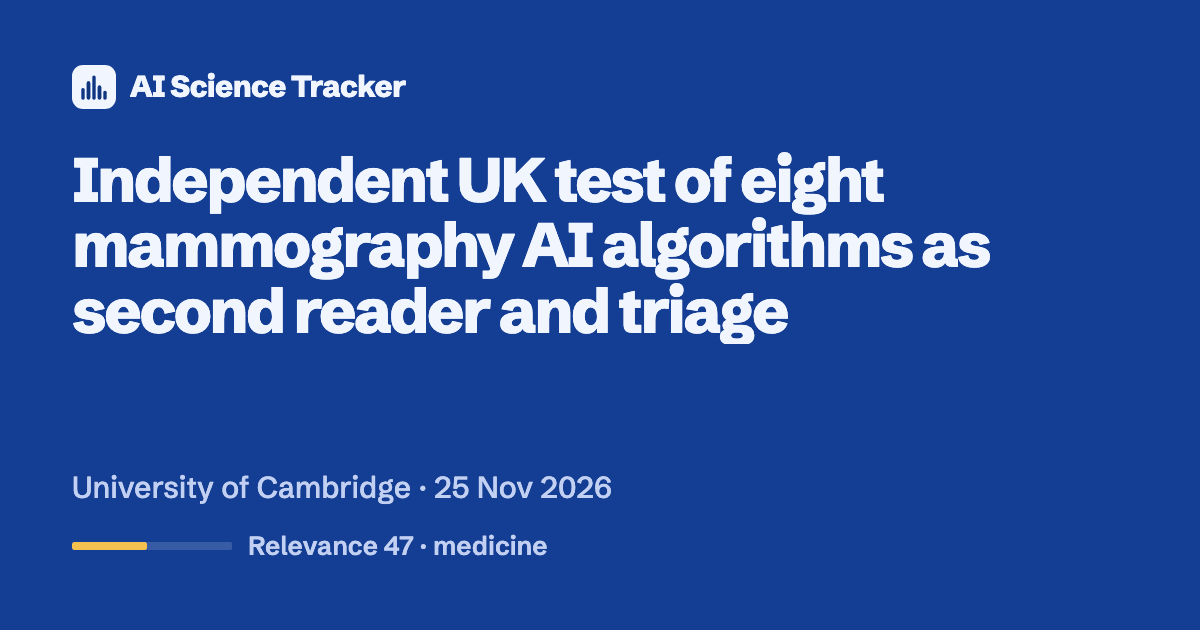 AI Science Tracker
Independent UK test of eight
mammography AI algorithms as
second reader and triage
University of Cambridge · 25 Nov 2026
Relevance 47 · medicine